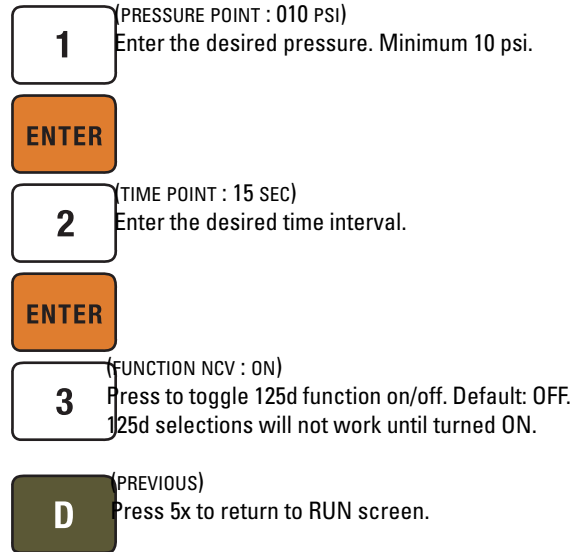 (PRESSURE POINT : 010 PSI)
1
Enter the desired pressure. Minimum 10 psi.
ENTER
(TIME POINT : 15 SEC)
2
Enter the desired time interval.
ENTER
(FUNCTION NCV : ON)
3
Press to toggle 125d function on/off. Default: OFF.
125d selections will not work until turned ON.
(PREVIOUS)
D
Press 5x to return to RUN screen.